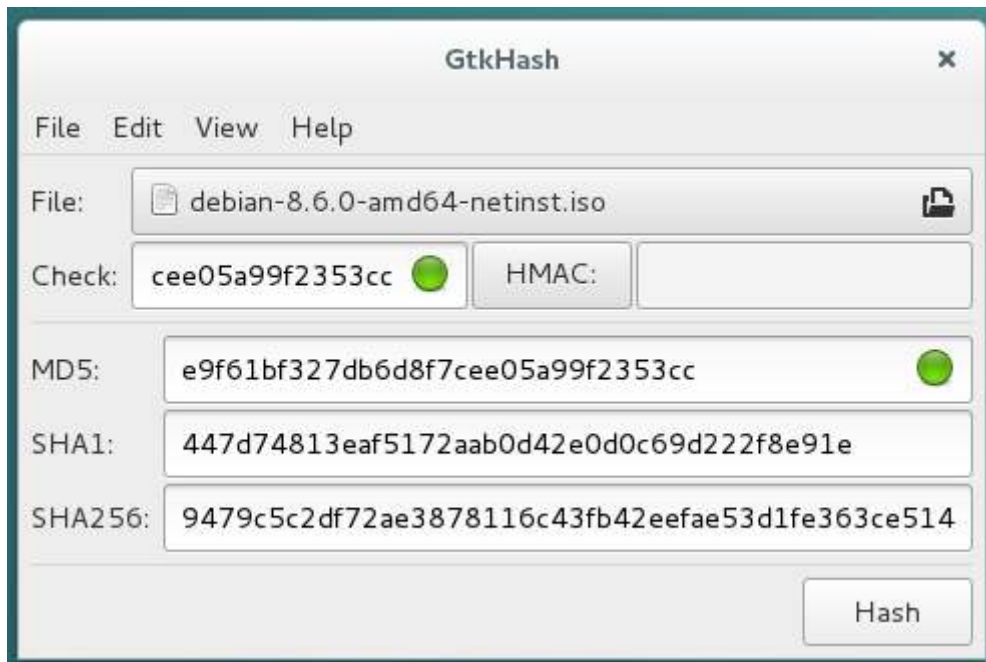 GtkHash
File Edit View Help
File: debian-8.6.0-amd64-netinst.iso
Check: cee05a99f2353cc HMAC:
MD5: e9f61bf327db6d8f7cee05a99f2353cc
SHA1: 447d74813eaf5172aab0d42e0d0c69d222f8e91e
SHA256: 9479c5c2df72ae3878116c43fb42eefae53d1fe363ce514
Hash